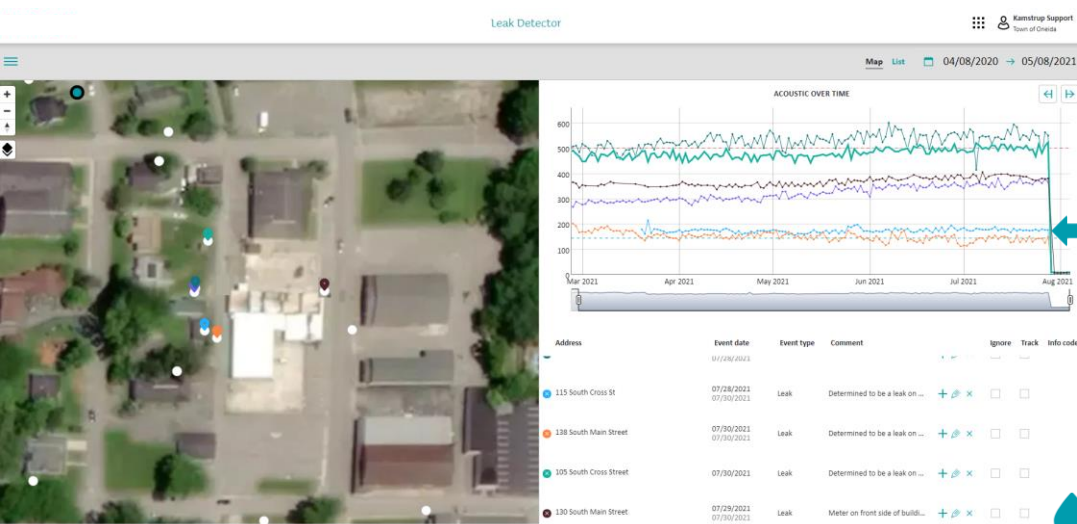 Leak Detector
Kamstrup Support
Town of Oneida
Map List 04/08/2020 → 05/08/2021
ACOUSTIC OVER TIME
600
500
400
300
200
100
0
Mar 2021 Apr 2021 May 2021 Jun 2021 Jul 2021 Aug 2021
Address Event date Event type Comment Ignore Track Info code
07/28/2021
115 South Cross St 07/28/2021 Leak Determined to be a leak on ...
07/30/2021
138 South Main Street 07/30/2021 Leak Determined to be a leak on ...
07/30/2021
105 South Cross Street 07/30/2021 Leak Determined to be a leak on ...
130 South Main Street 07/29/2021 Leak Meter on front side of buildi...
07/30/2021